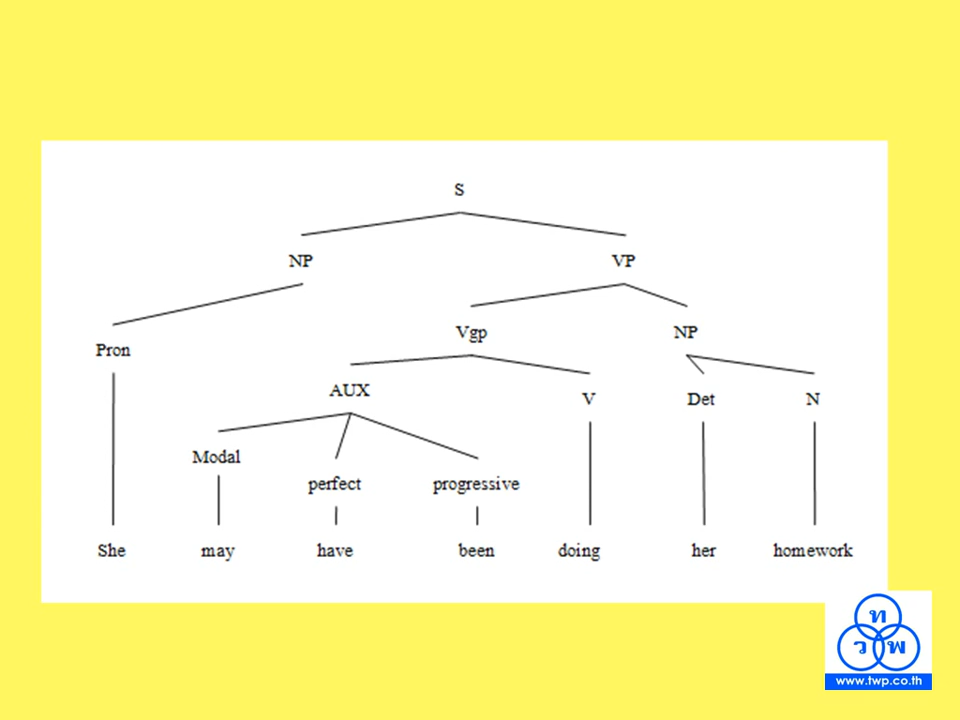 S
NP VP
Vgp NP
Pron
AUX V Det N
Modal
perfect progressive
She may have been doing her homework
ท
ว พ
www.twp.co.th